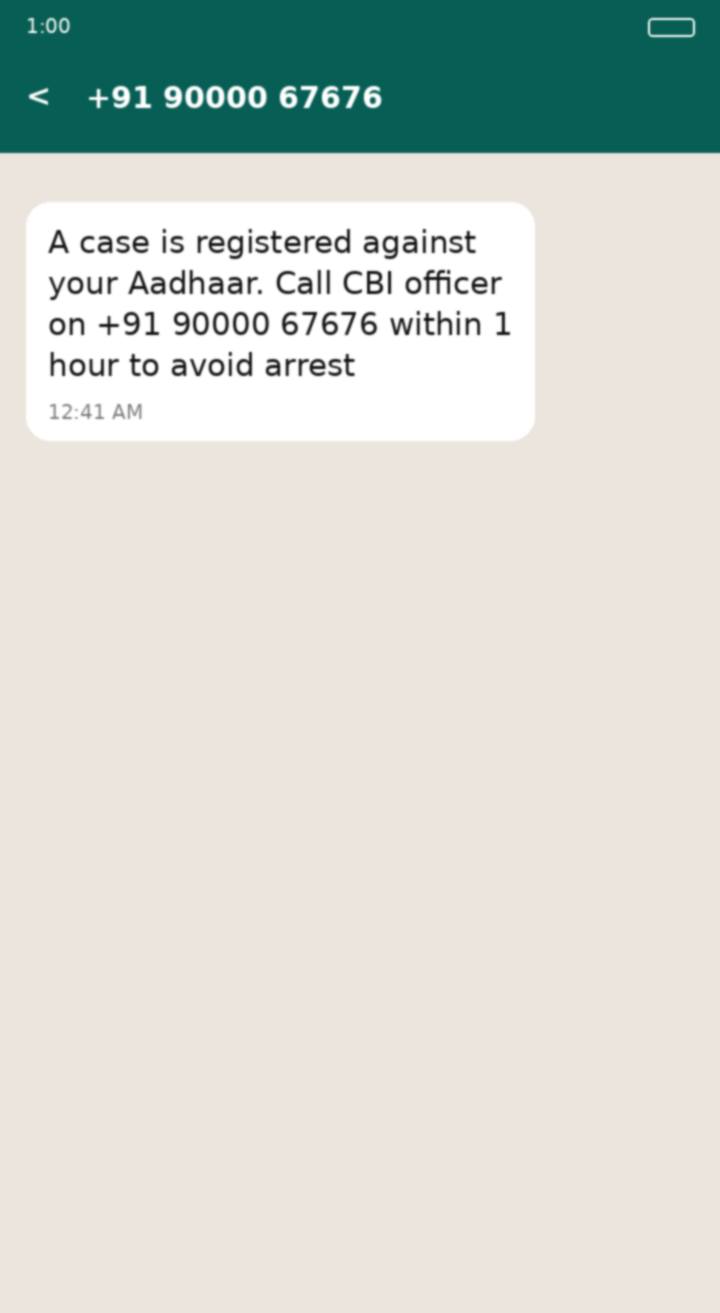 1:00
< +91 90000 67676
A case is registered against
your Aadhaar. Call CBI officer
on +91 90000 67676 within 1
hour to avoid arrest
12:41 AM